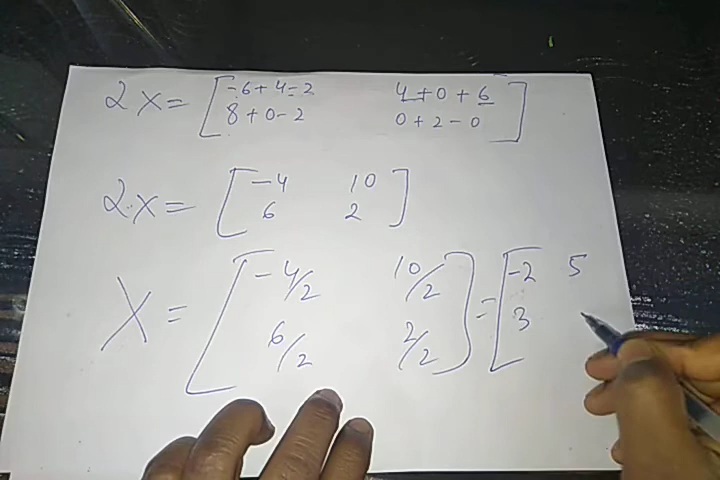 2x = [ -6+4-2 4+0+6
8+0-2 0+2-0 ]
2x = [ -4 10
6 2 ]
X = [ -4/2 10/2 ] = [ -2 5
6/2 2/2 3